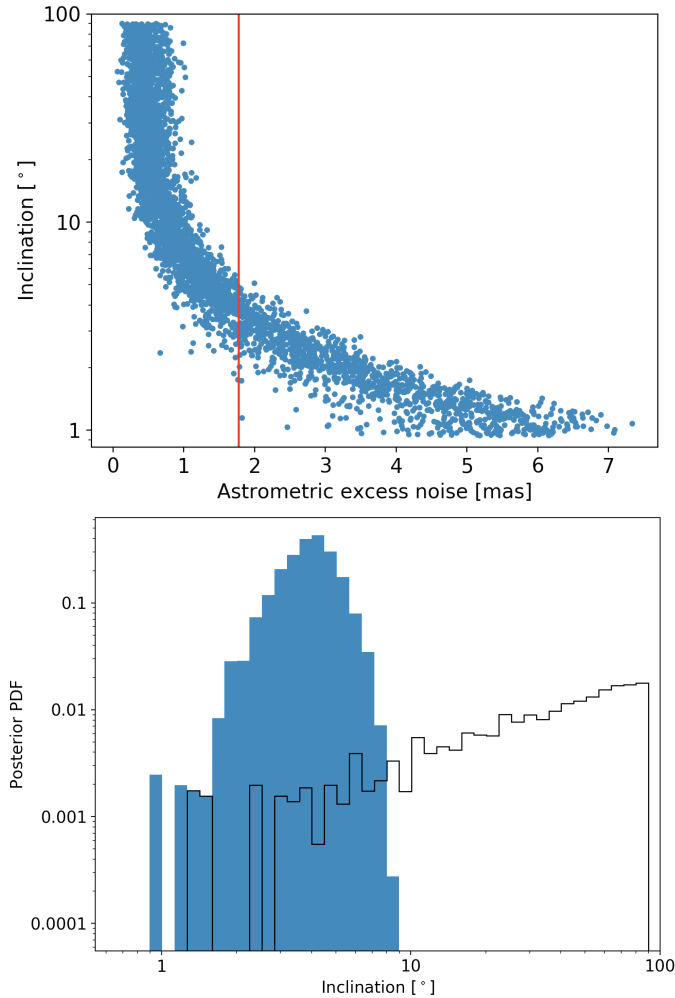 100
10
1
Inclination [°]
0 1 2 3 4 5 6 7
Astrometric excess noise [mas]
0.1
0.01
0.001
0.0001
Posterior PDF
1 10 100
Inclination [°]